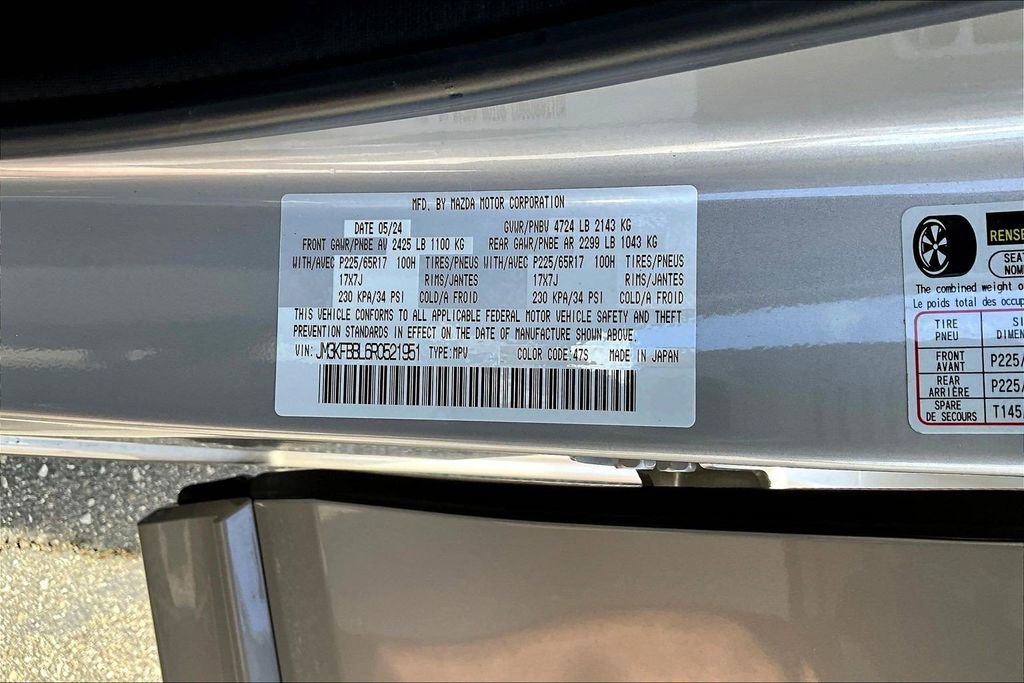 MFD. BY MAZDA MOTOR CORPORATION
DATE 05/24 GVWR/PNBV 4724 LB 2143 KG
FRONT GAWR/PNBE AV 2425 LB 1100 KG REAR GAWR/PNBE AR 2299 LB 1043 KG
WITH/AVEC P225/65R17 100H TIRES/PNEUS WITH/AVEC P225/65R17 100H TIRES/PNEUS
17X7J RIMS/JANTES 17X7J RIMS/JANTES
230 KPA/34 PSI COLD/A FROID 230 KPA/34 PSI COLD/A FROID
THIS VEHICLE CONFORMS TO ALL APPLICABLE FEDERAL MOTOR VEHICLE SAFETY AND THEFT
PREVENTION STANDARDS IN EFFECT ON THE DATE OF MANUFACTURE SHOWN ABOVE.
VIN: JM3KFBBL6R0521951 TYPE:MPV COLOR CODE:47S MADE IN JAPAN
RENSE
SEAT
NOM
The combined weight o
Le poids total des occup
TIRE SI
PNEU DIMEN
FRONT
AVANT P225/
REAR
ARRIÈRE P225/
SPARE
DE SECOURS T145